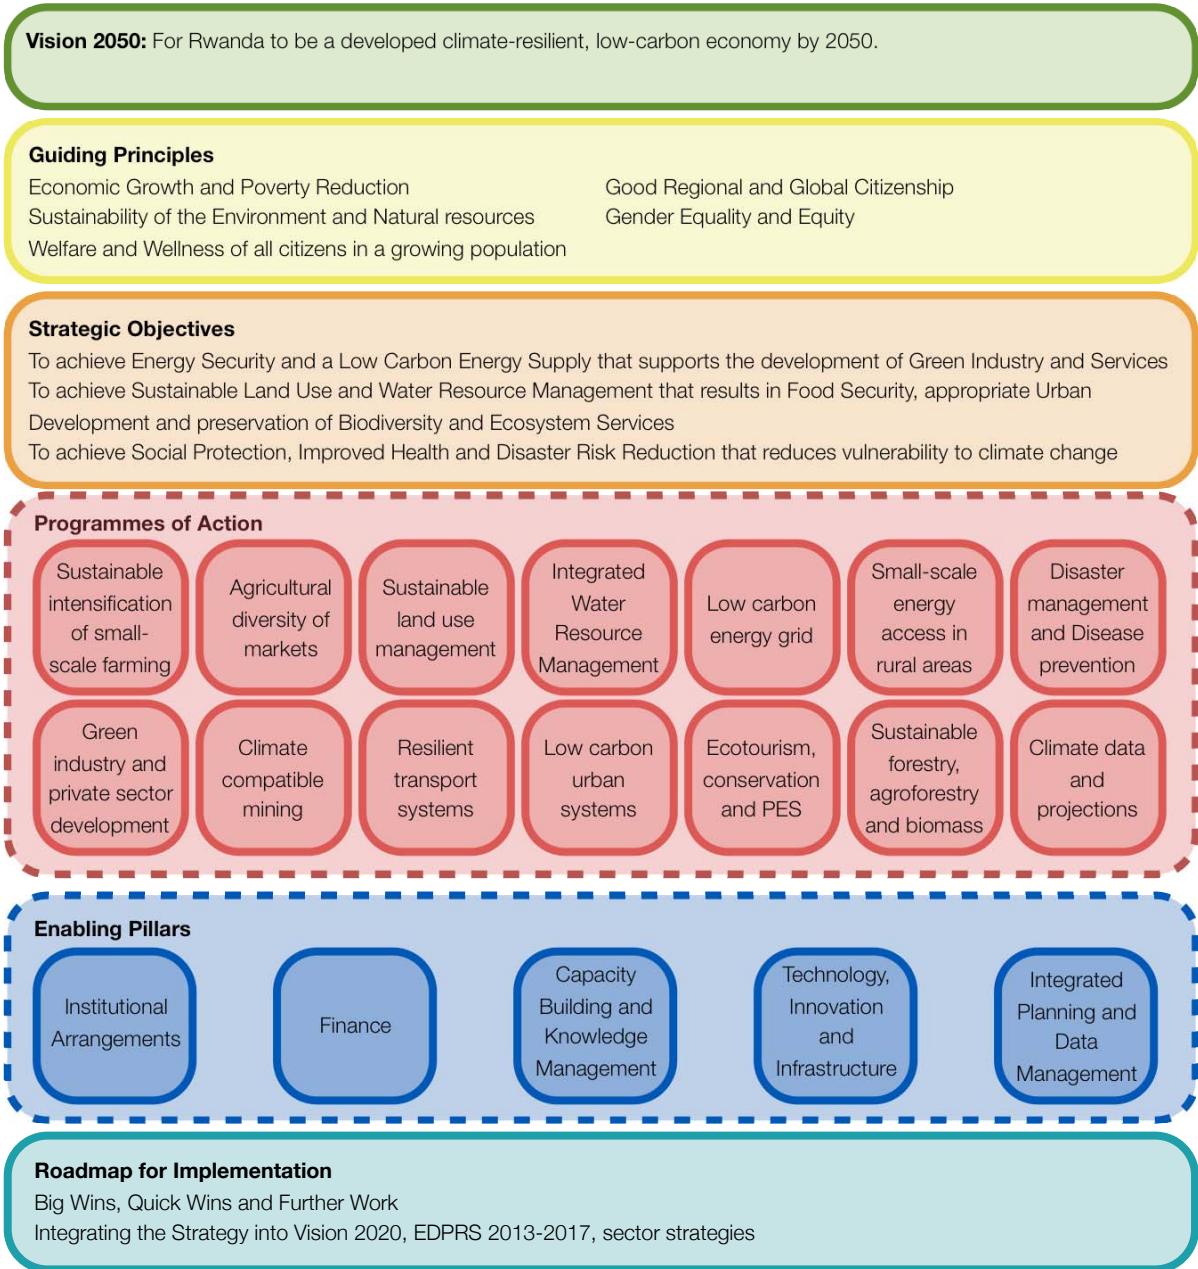 Vision 2050: For Rwanda to be a developed climate-resilient, low-carbon economy by 2050.
Guiding Principles
Economic Growth and Poverty Reduction
Sustainability of the Environment and Natural resources
Welfare and Wellness of all citizens in a growing population
Good Regional and Global Citizenship
Gender Equality and Equity
Strategic Objectives
To achieve Energy Security and a Low Carbon Energy Supply that supports the development of Green Industry and Services
To achieve Sustainable Land Use and Water Resource Management that results in Food Security, appropriate Urban
Development and preservation of Biodiversity and Ecosystem Services
To achieve Social Protection, Improved Health and Disaster Risk Reduction that reduces vulnerability to climate change
Programmes of Action
Sustainable
intensification
of small-
scale farming
Agricultural
diversity of
markets
Sustainable
land use
management
Integrated
Water
Resource
Management
Low carbon
energy grid
Small-scale
energy
access in
rural areas
Disaster
management
and Disease
prevention
Green
industry and
private sector
development
Climate
compatible
mining
Resilient
transport
systems
Low carbon
urban
systems
Ecotourism,
conservation
and PES
Sustainable
forestry,
agroforestry
and biomass
Climate data
and
projections
Enabling Pillars
Institutional
Arrangements
Finance
Capacity
Building and
Knowledge
Management
Technology,
Innovation
and
Infrastructure
Integrated
Planning and
Data
Management
Roadmap for Implementation
Big Wins, Quick Wins and Further Work
Integrating the Strategy into Vision 2020, EDPRS 2013-2017, sector strategies